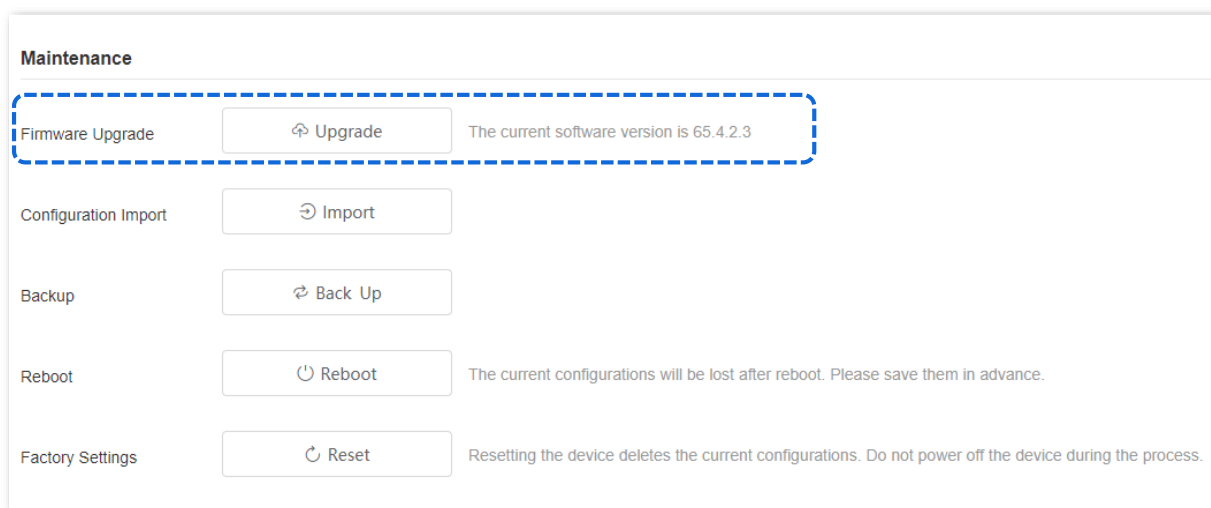 Maintenance
Firmware Upgrade Upgrade The current software version is 65.4.2.3
Configuration Import Import
Backup Back Up
Reboot Reboot The current configurations will be lost after reboot. Please save them in advance.
Factory Settings Reset Resetting the device deletes the current configurations. Do not power off the device during the process.